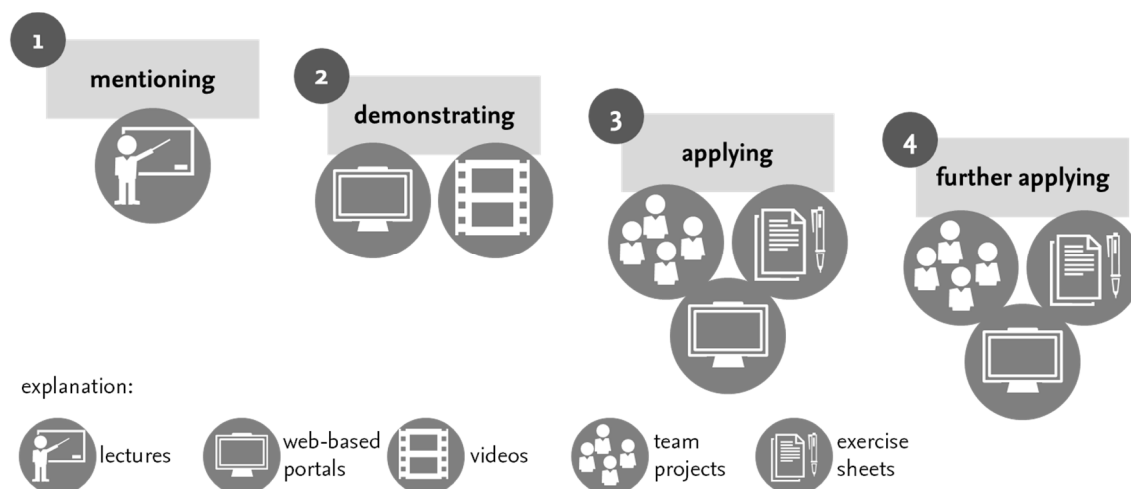 1
mentioning
2
demonstrating
3
applying
4
further applying
explanation:
lectures
web-based
portals
videos
team
projects
exercise
sheets